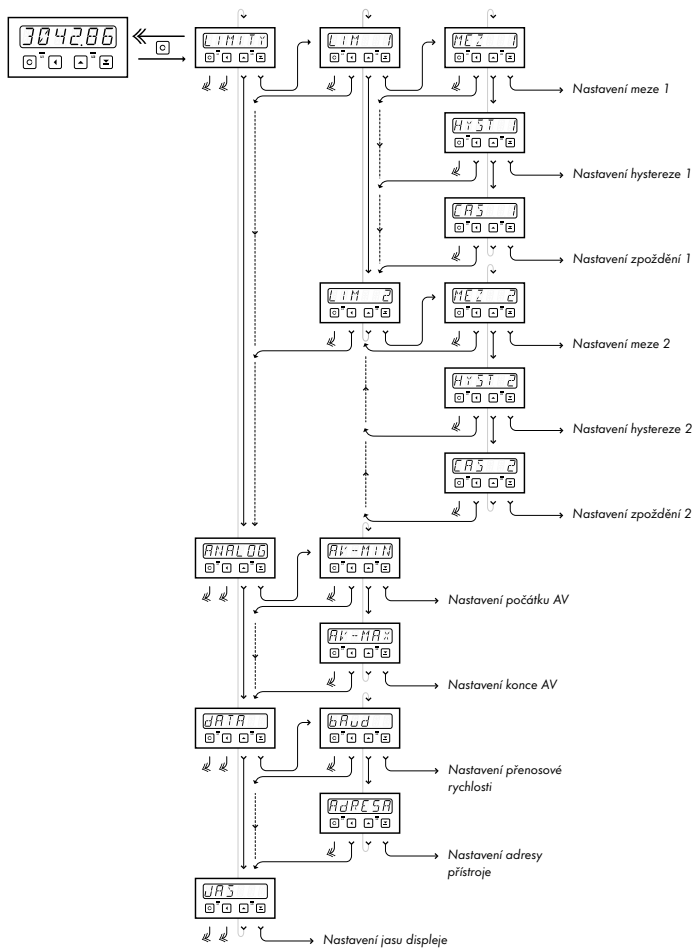 3042.86
LIMITY
LIM 1
MEZ 1
Nastavení meze 1
HYST 1
Nastavení hystereze 1
CAS 1
Nastavení zpoždění 1
LIM 2
MEZ 2
Nastavení meze 2
HYST 2
Nastavení hystereze 2
CAS 2
Nastavení zpoždění 2
ANALOG
AV-MIN
Nastavení počátku AV
AV-MAX
Nastavení konce AV
dATA
bAud
Nastavení přenosové
rychlosti
AdRESA
Nastavení adresy
přístroje
JAS
Nastavení jasu displeje